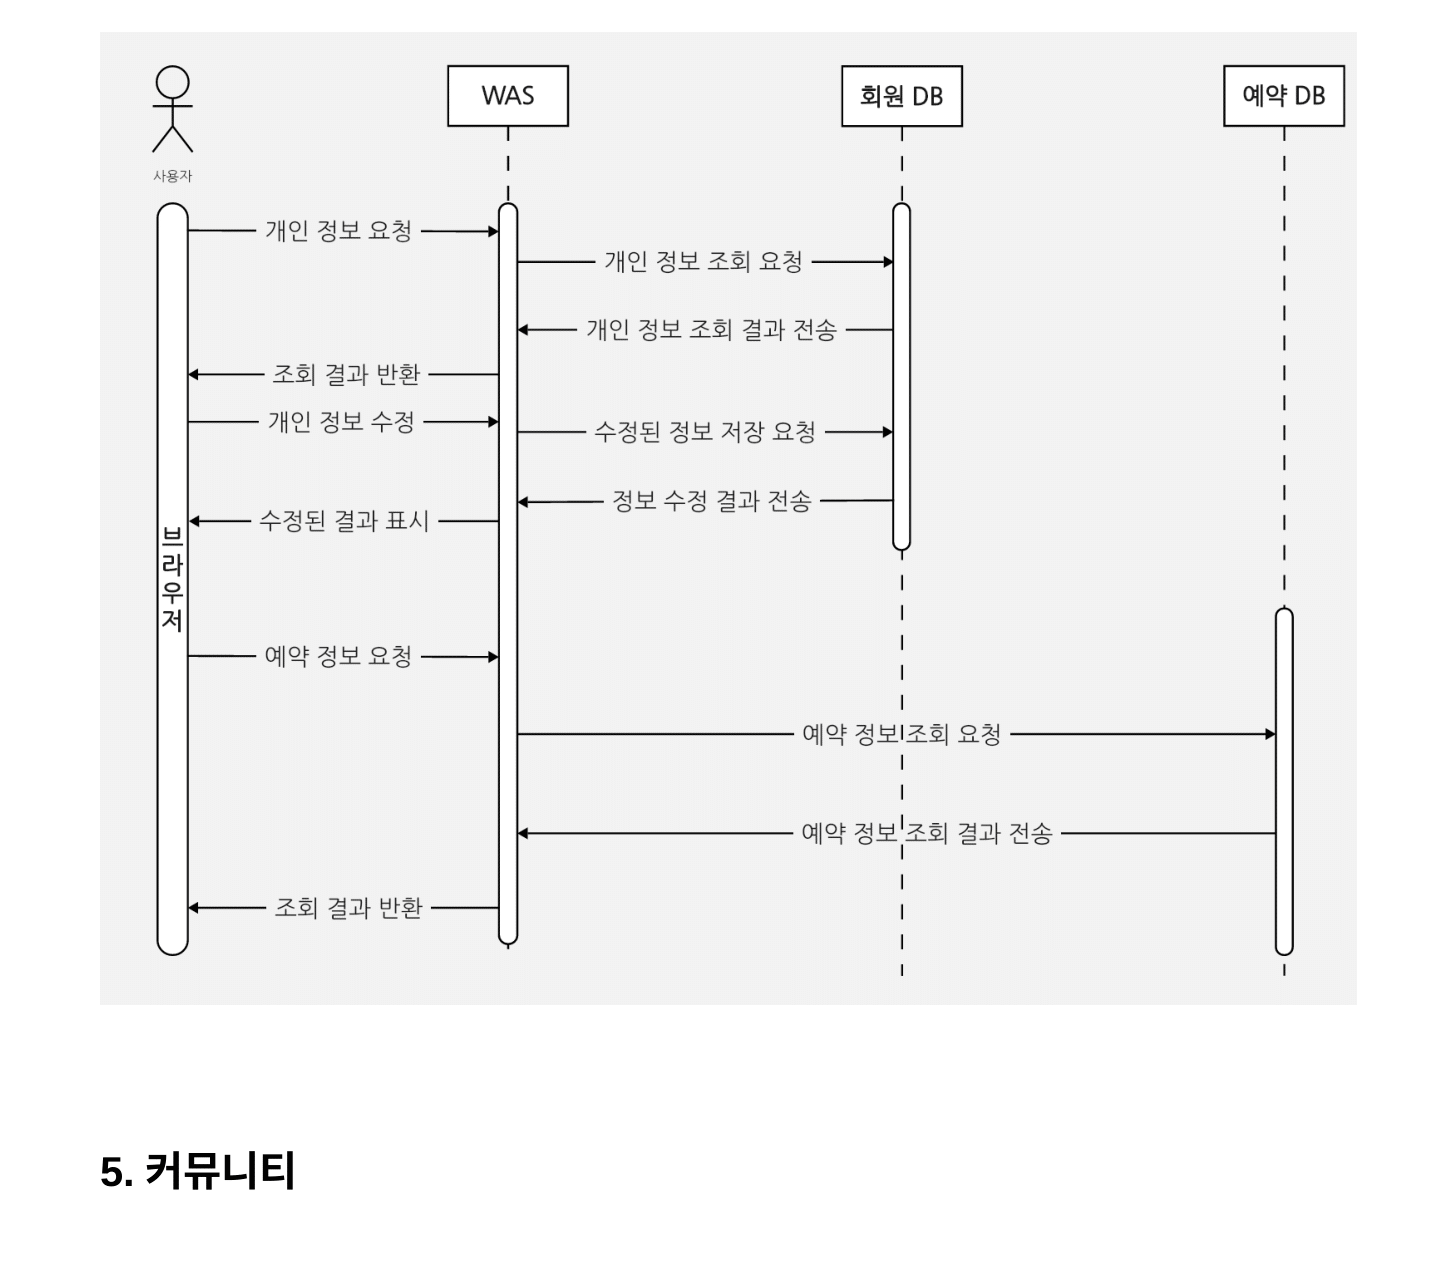 WAS
회원 DB
예약 DB
사용자
개인 정보 요청
개인 정보 조회 요청
개인 정보 조회 결과 전송
조회 결과 반환
개인 정보 수정
수정된 정보 저장 요청
정보 수정 결과 전송
수정된 결과 표시
브라우저
예약 정보 요청
예약 정보 조회 요청
예약 정보 조회 결과 전송
조회 결과 반환
5. 커뮤니티